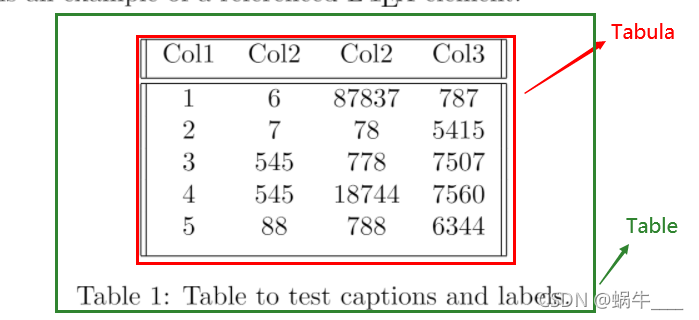 is an example of a referenced LATEX element.
Tabula
Col1 Col2 Col2 Col3
1 6 87837 787
2 7 78 5415
3 545 778 7507
4 545 18744 7560
5 88 788 6344
Table
Table 1: Table to test captions and labels.
CSDN @蜗牛___